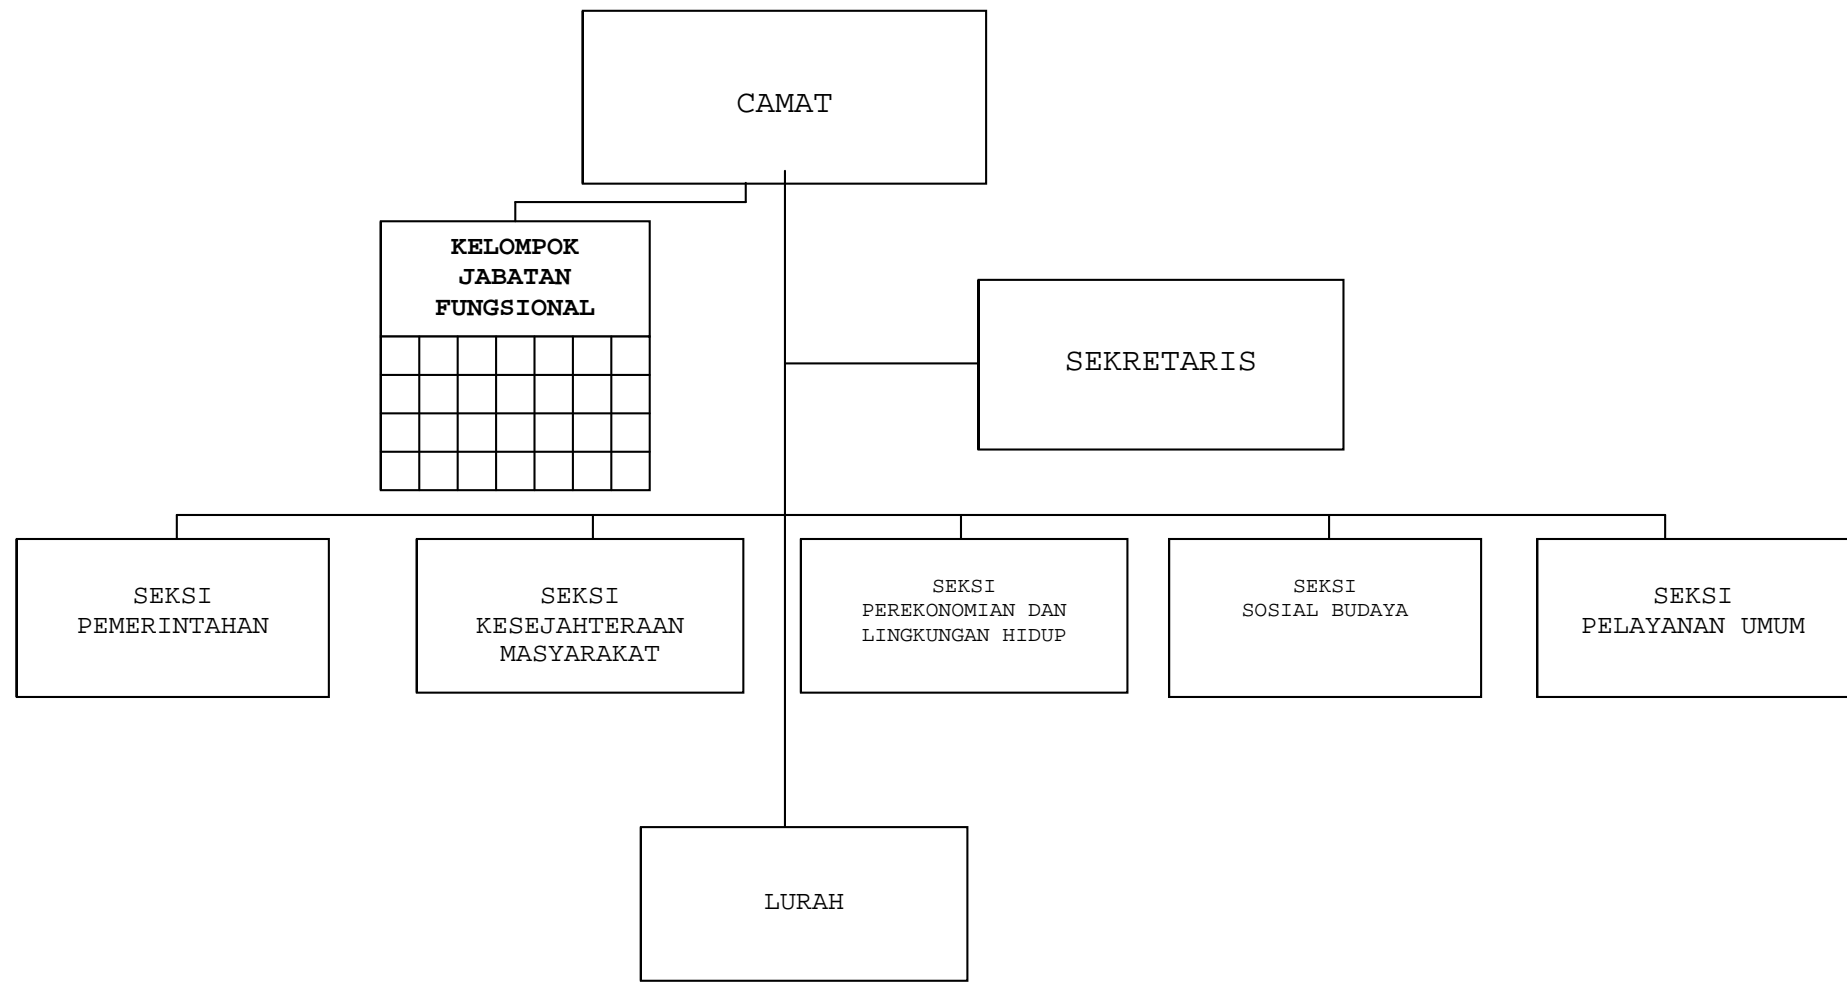 CAMAT
KELOMPOK
JABATAN
FUNGSIONAL
SEKRETARIS
SEKSI
PEMERINTAHAN
SEKSI
KESEJAHTERAAN
MASYARAKAT
SEKSI
PEREKONOMIAN DAN
LINGKUNGAN HIDUP
SEKSI
SOSIAL BUDAYA
SEKSI
PELAYANAN UMUM
LURAH